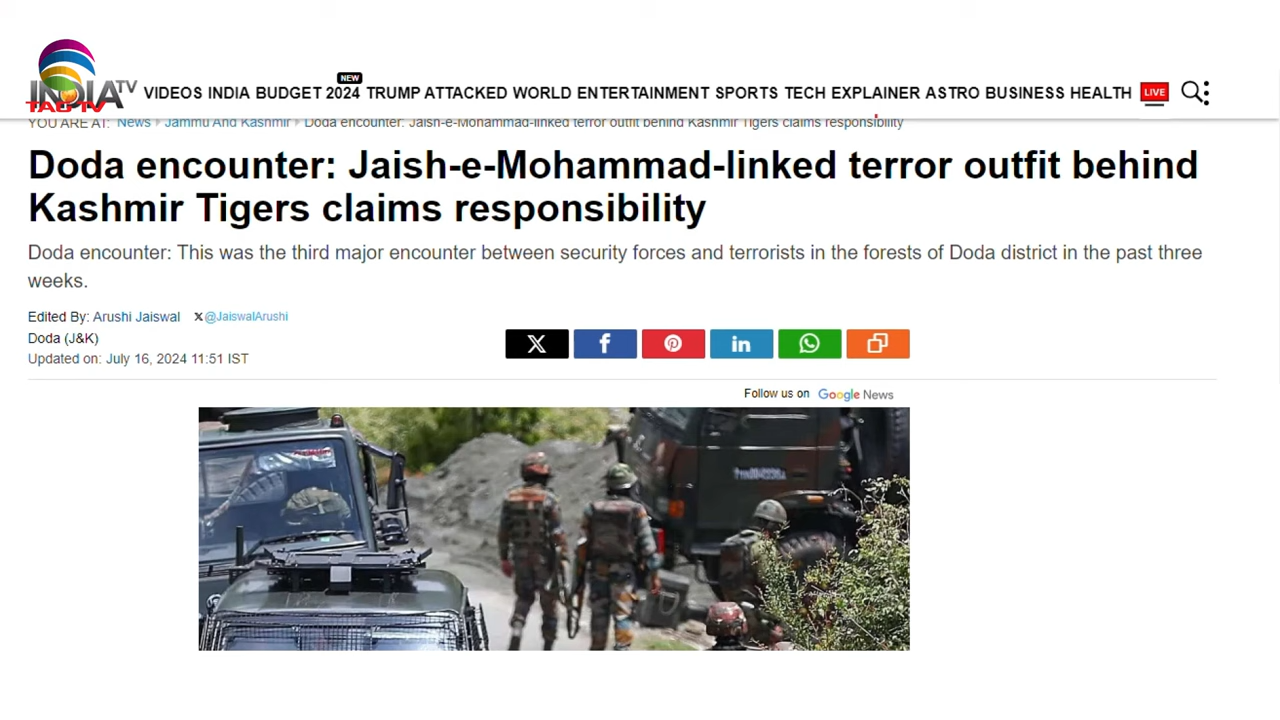 INDIA TV
TAG TV
NEW
VIDEOS INDIA BUDGET 2024 TRUMP ATTACKED WORLD ENTERTAINMENT SPORTS TECH EXPLAINER ASTRO BUSINESS HEALTH LIVE
YOU ARE AT: News Jammu And Kashmir Doda encounter: Jaish-e-Mohammad-linked terror outfit behind Kashmir Tigers claims responsibility
Doda encounter: Jaish-e-Mohammad-linked terror outfit behind
Kashmir Tigers claims responsibility
Doda encounter: This was the third major encounter between security forces and terrorists in the forests of Doda district in the past three
weeks.
Edited By: Arushi Jaiswal X@JaiswalArushi
Doda (J&K)
Updated on: July 16, 2024 11:51 IST
Follow us on Google News